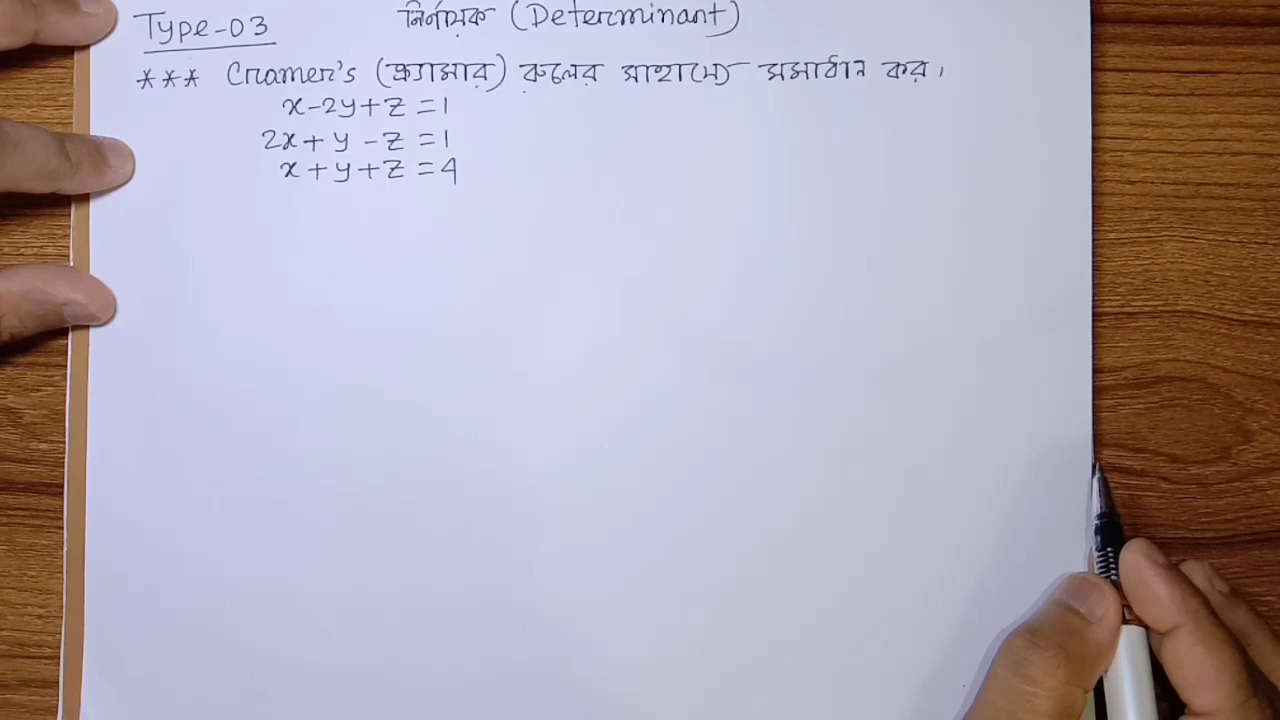 Type-03
নির্নায়ক (Determinant)
*** Cramer's (ক্র্যামার) রুলের সাহায্যে সমাধান কর।
x-2y+z=1
2x+y-z=1
x+y+z=4